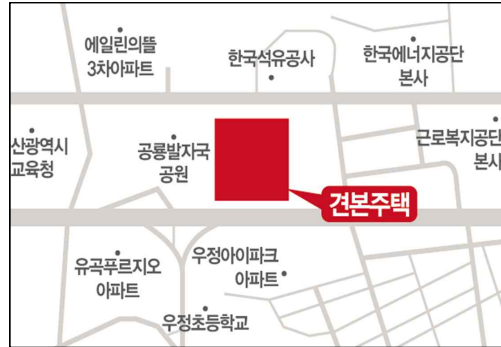 에일린의뜰
3차아파트
한국석유공사
한국에너지공단
본사
산광역시
교육청
공룡발자국
공원
근로복지공단
본사
견본주택
유곡푸르지오
아파트
우정아이파크
아파트
우정초등학교